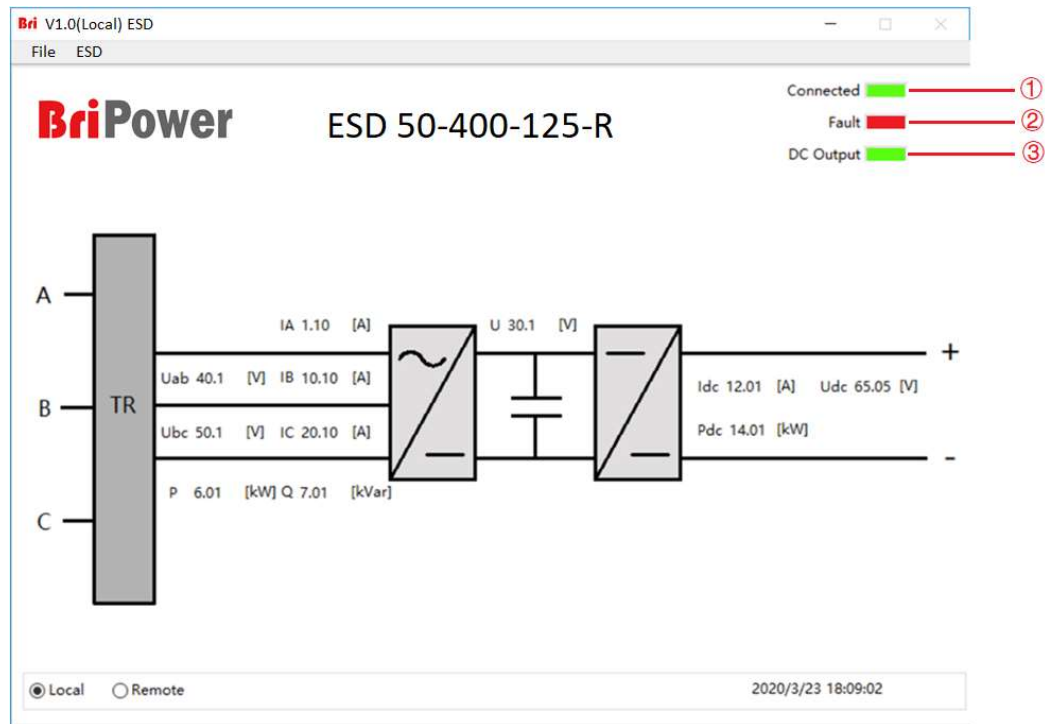 Bri V1.0(Local) ESD
File ESD
Connected ①
BriPower
ESD 50-400-125-R
Fault ②
DC Output ③
A
IA 1.10 [A]
U 30.1 [V]
+
Uab 40.1 [V] IB 10.10 [A]
Idc 12.01 [A] Udc 65.05 [V]
B
TR
Ubc 50.1 [V] IC 20.10 [A]
Pdc 14.01 [kW]
-
P 6.01 [kW] Q 7.01 [kVar]
C
Local Remote
2020/3/23 18:09:02